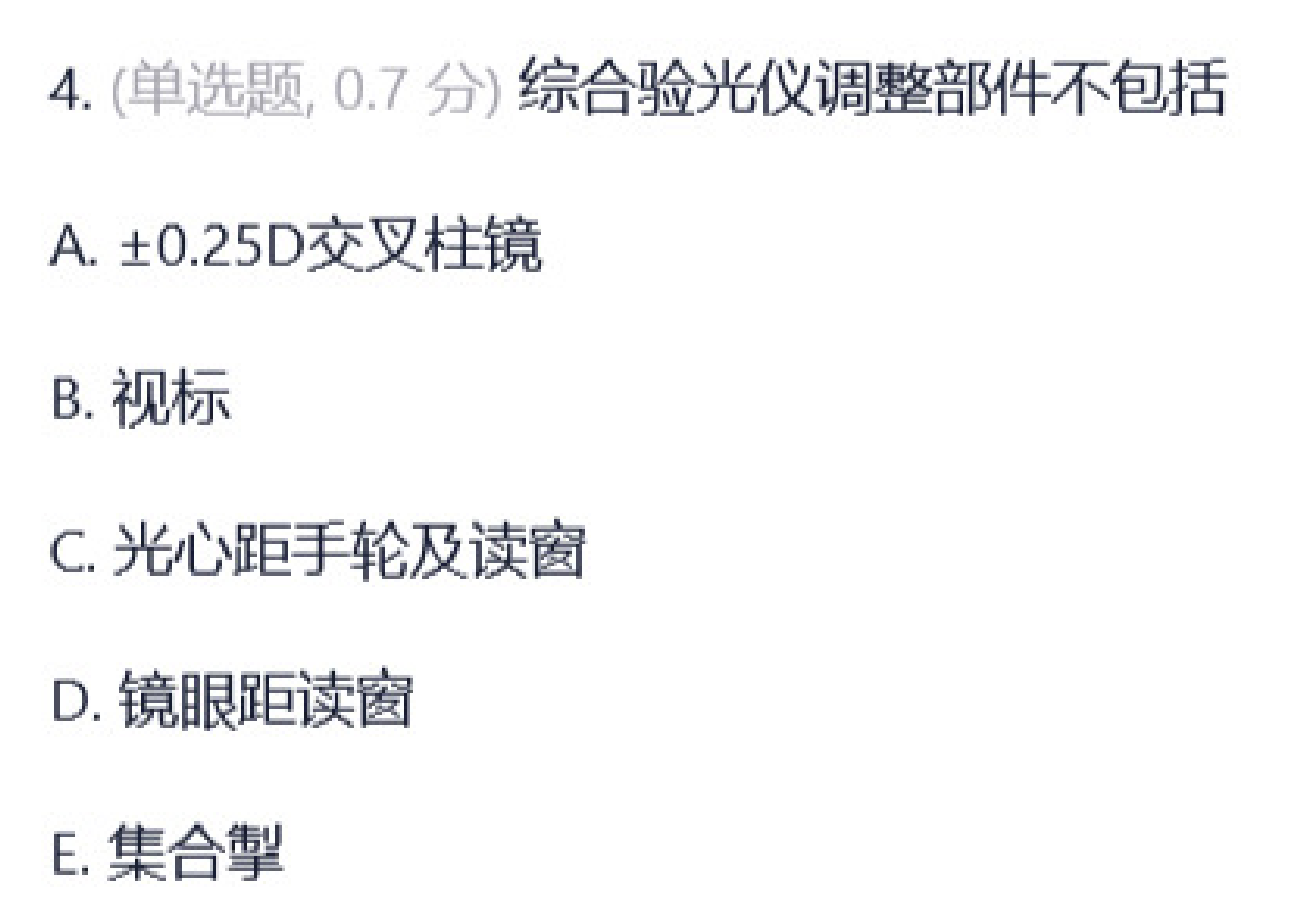 4. (单选题, 0.7 分) 综合验光仪调整部件不包括
A. ±0.25D交叉柱镜
B. 视标
C. 光心距手轮及读窗
D. 镜眼距读窗
E. 集合掣